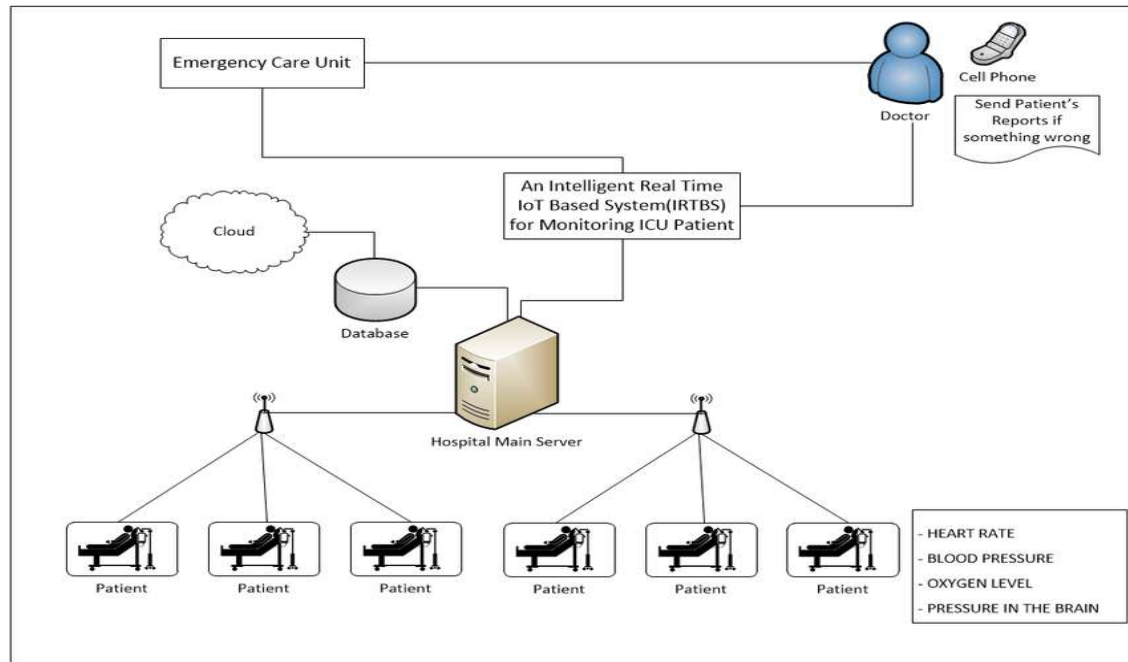 Emergency Care Unit
Cell Phone
Doctor
Send Patient's
Reports if
something wrong
An Intelligent Real Time
IoT Based System(IRTBS)
for Monitoring ICU Patient
Cloud
Database
Hospital Main Server
Patient
Patient
Patient
Patient
Patient
Patient
- HEART RATE
- BLOOD PRESSURE
- OXYGEN LEVEL
- PRESSURE IN THE BRAIN